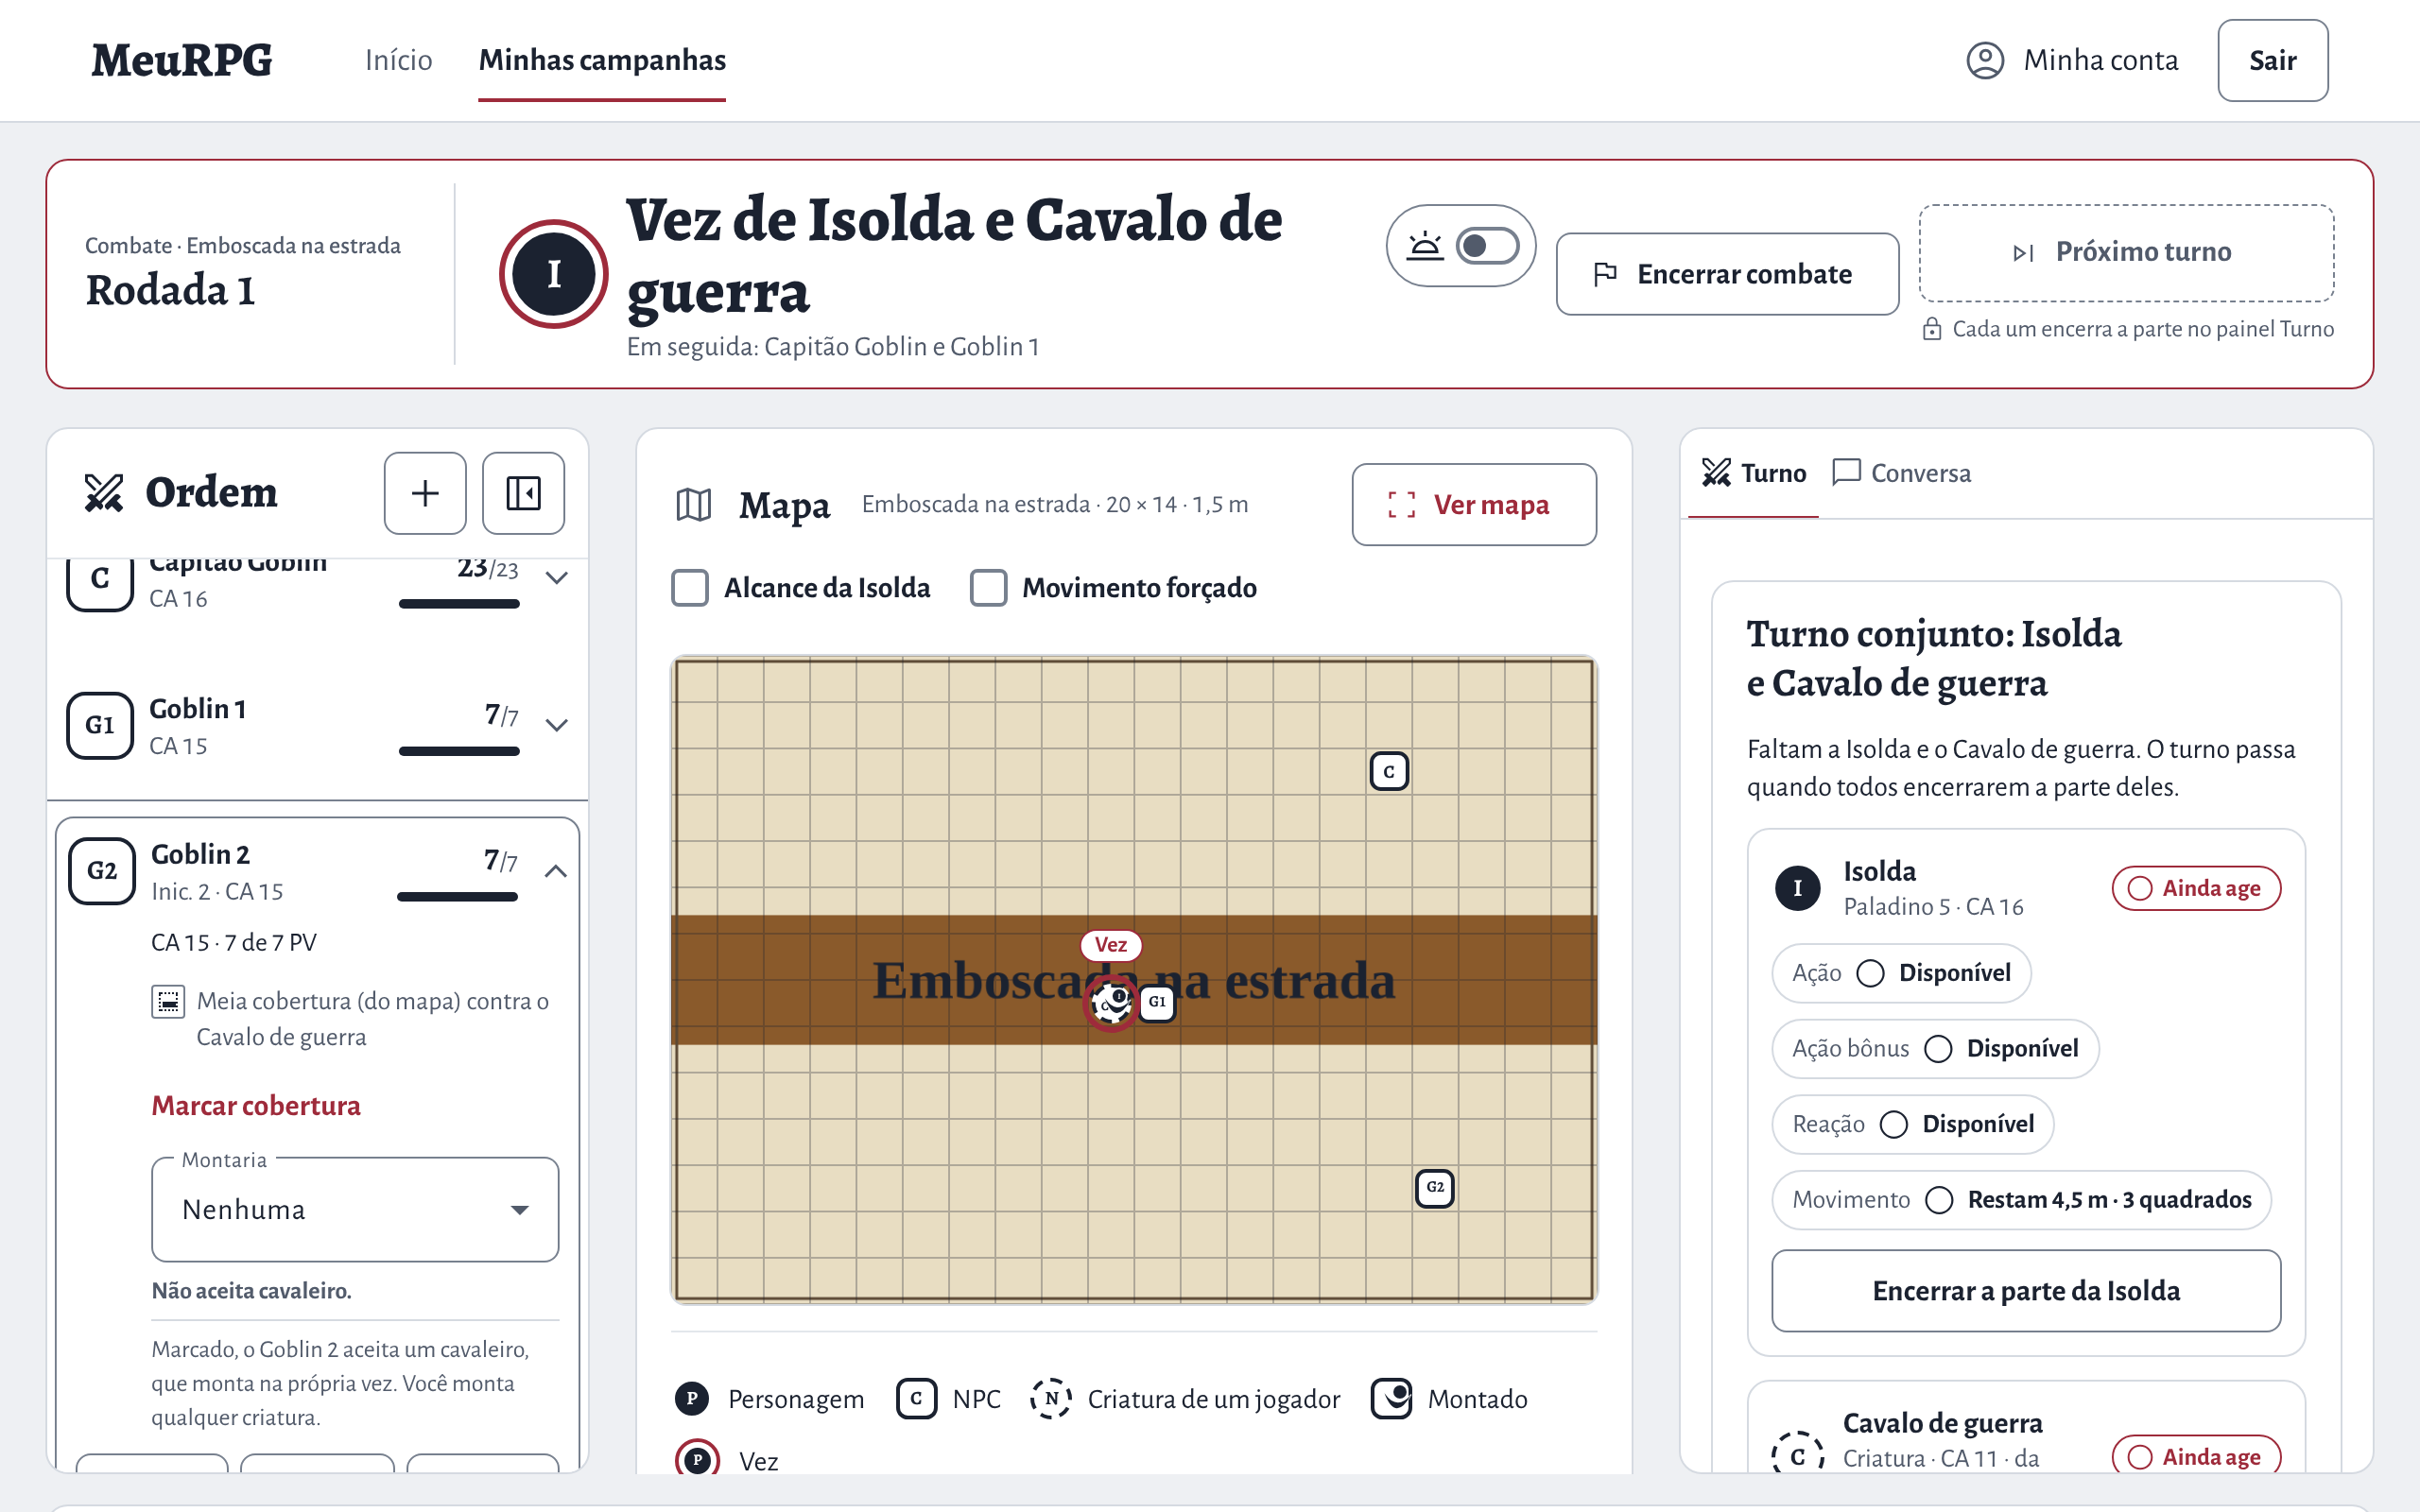 MeuRPG
Início
Minhas campanhas
Minha conta
Sair
Combate · Emboscada na estrada
Rodada 1
I
Vez de Isolda e Cavalo de
guerra
Em seguida: Capitão Goblin e Goblin 1
Encerrar combate
Próximo turno
Cada um encerra a parte no painel Turno
Ordem
C
Capitão Goblin
23/23
CA 16
G1
Goblin 1
7/7
CA 15
G2
Goblin 2
7/7
Inic. 2 · CA 15
CA 15 · 7 de 7 PV
Meia cobertura (do mapa) contra o
Cavalo de guerra
Marcar cobertura
Montaria
Nenhuma
Não aceita cavaleiro.
Marcado, o Goblin 2 aceita um cavaleiro,
que monta na própria vez. Você monta
qualquer criatura.
Mapa
Emboscada na estrada · 20 × 14 · 1,5 m
Ver mapa
Alcance da Isolda
Movimento forçado
C
Vez
Emboscada na estrada
G1
G2
P Personagem
C NPC
N Criatura de um jogador
Montado
P Vez
Turno
Conversa
Turno conjunto: Isolda
e Cavalo de guerra
Faltam a Isolda e o Cavalo de guerra. O turno passa
quando todos encerrarem a parte deles.
I
Isolda
Paladino 5 · CA 16
Ainda age
Ação Disponível
Ação bônus Disponível
Reação Disponível
Movimento Restam 4,5 m · 3 quadrados
Encerrar a parte da Isolda
C
Cavalo de guerra
Criatura · CA 11 · da
Ainda age